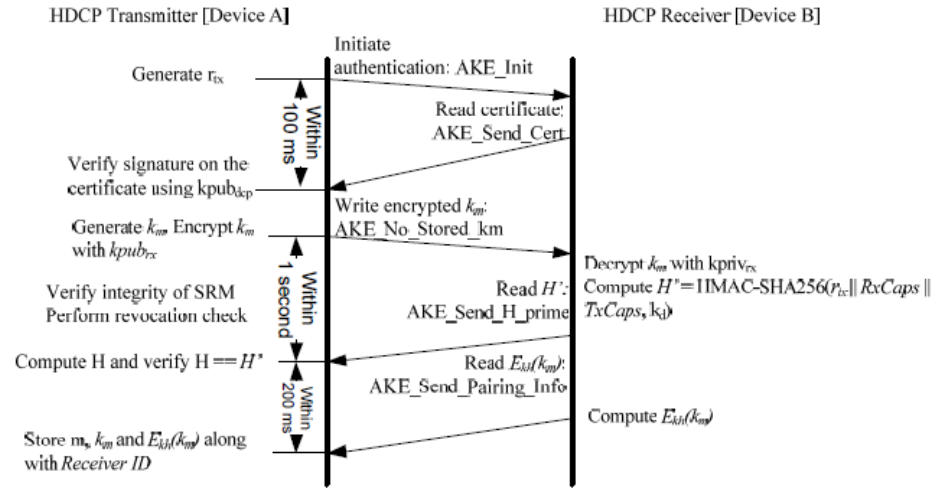 HDCP Transmitter [Device A]
HDCP Receiver [Device B]
Initiate
authentication: AKE_Init
Generate rtx
Within
100 ms
Read certificate:
AKE_Send_Cert
Verify signature on the
certificate using kpubdcp
Write encrypted km:
AKE_No_Stored_km
Generate km, Encrypt km
with kpubrx
Within
1 second
Decrypt km with kprivrx
Compute H'=HMAC-SHA256(rtx|| RxCaps ||
TxCaps, kd)
Read H':
AKE_Send_H_prime
Verify integrity of SRM
Perform revocation check
Compute H and verify H == H'
Within
200 ms
Read Ekh(km):
AKE_Send_Pairing_Info
Compute Ekh(km)
Store m, km and Ekh(km) along
with Receiver ID